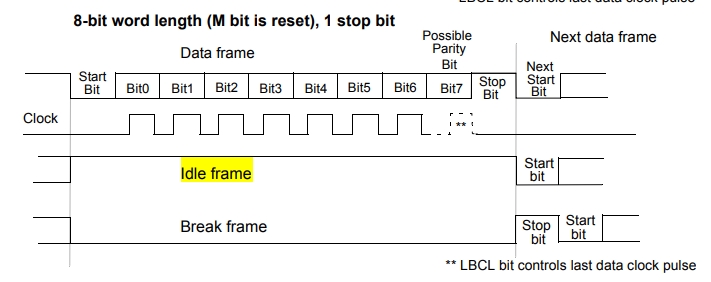 LBCL bit controls last data clock pulse
8-bit word length (M bit is reset), 1 stop bit
Possible
Parity
Bit
Data frame
Next data frame
Start
Bit
Bit0
Bit1
Bit2
Bit3
Bit4
Bit5
Bit6
Bit7
Stop
Bit
Next
Start
Bit
Clock
**
Idle frame
Start
bit
Break frame
Stop
bit
Start
bit
** LBCL bit controls last data clock pulse